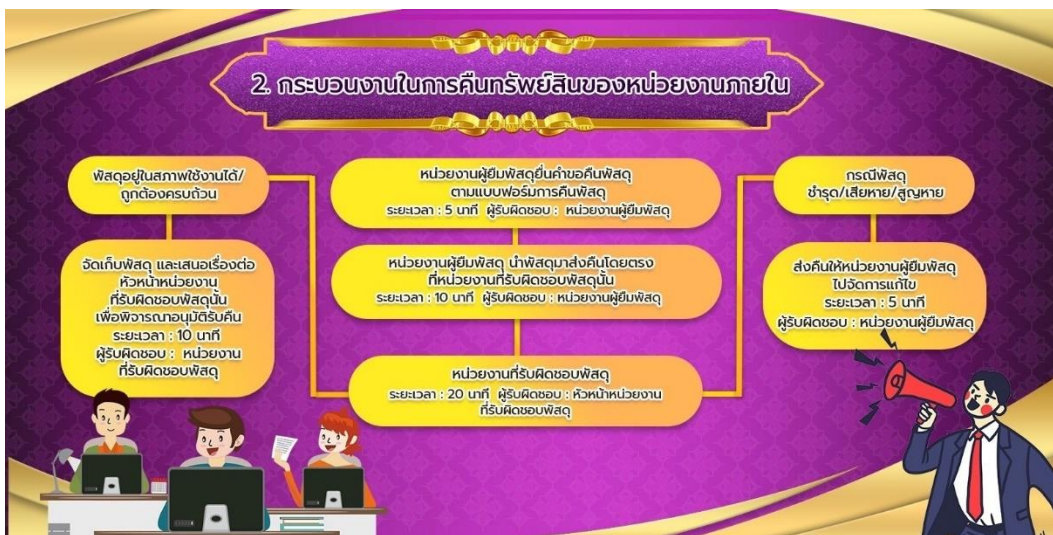 2. กระบวนงานในการคืนทรัพย์สินของหน่วยงานภายใน
หน่วยงานผู้ยืมพัสดุยื่นคำขอคืนพัสดุ
ตามแบบฟอร์มการคืนพัสดุ
ระยะเวลา : 5 นาที ผู้รับผิดชอบ : หน่วยงานผู้ยืมพัสดุ
หน่วยงานผู้ยืมพัสดุ นำพัสดุมาส่งคืนโดยตรง
ที่หน่วยงานที่รับผิดชอบพัสดุนั้น
ระยะเวลา : 10 นาที ผู้รับผิดชอบ : หน่วยงานผู้ยืมพัสดุ
หน่วยงานที่รับผิดชอบพัสดุ
ระยะเวลา : 20 นาที ผู้รับผิดชอบ : หัวหน้าหน่วยงาน
ที่รับผิดชอบพัสดุ
พัสดุอยู่ในสภาพใช้งานได้/
ถูกต้องครบถ้วน
จัดเก็บพัสดุ และเสนอเรื่องต่อ
หัวหน้าหน่วยงาน
ที่รับผิดชอบพัสดุนั้น
เพื่อพิจารณาอนุมัติรับคืน
ระยะเวลา : 10 นาที
ผู้รับผิดชอบ : หน่วยงาน
ที่รับผิดชอบพัสดุ
กรณีพัสดุ
ชำรุด/เสียหาย/สูญหาย
ส่งคืนให้หน่วยงานผู้ยืมพัสดุ
ไปจัดการแก้ไข
ระยะเวลา : 5 นาที
ผู้รับผิดชอบ : หน่วยงานผู้ยืมพัสดุ